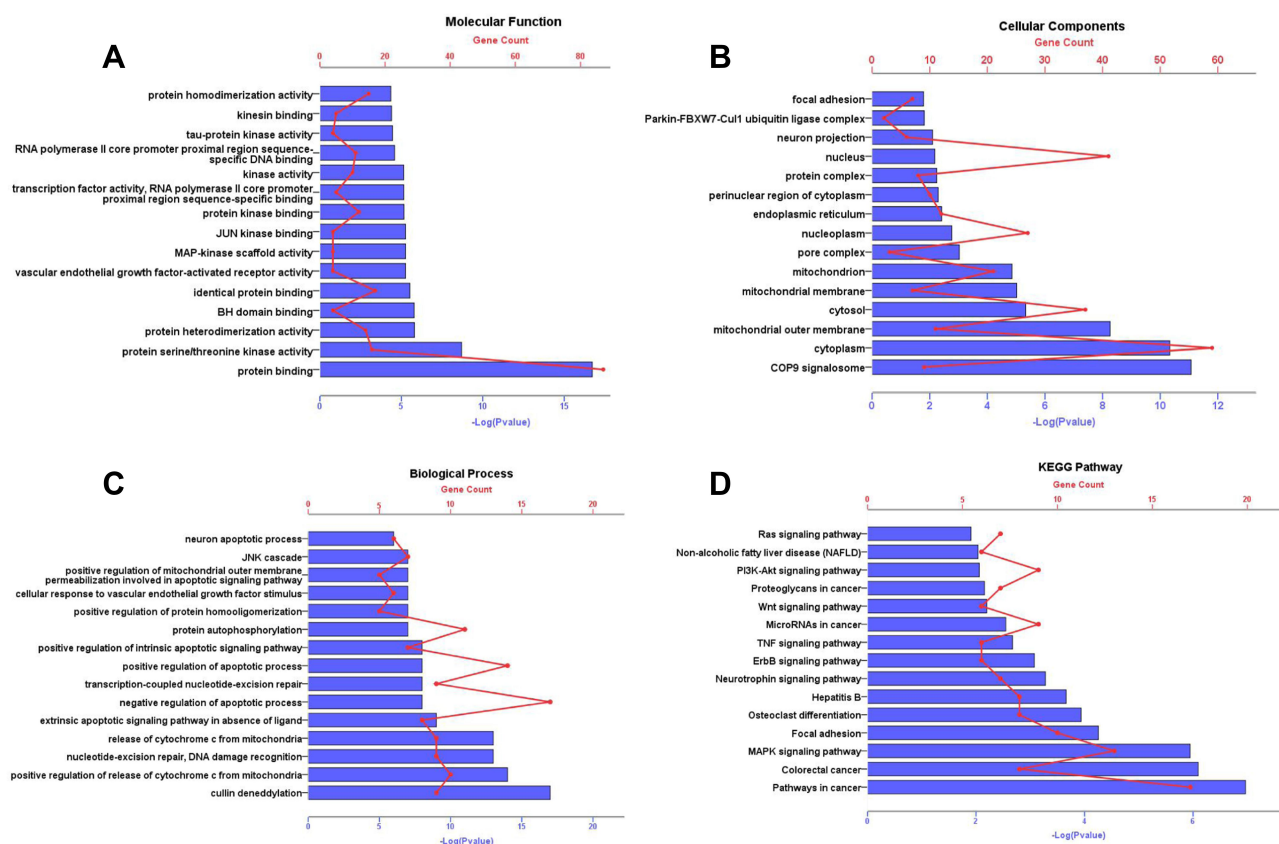 A
Molecular Function
Gene Count
0 20 40 60 80
protein homodimerization activity
kinesin binding
tau-protein kinase activity
RNA polymerase II core promoter proximal region sequence-
specific DNA binding
kinase activity
transcription factor activity, RNA polymerase II core promoter
proximal region sequence-specific binding
protein kinase binding
JUN kinase binding
MAP-kinase scaffold activity
vascular endothelial growth factor-activated receptor activity
identical protein binding
BH domain binding
protein heterodimerization activity
protein serine/threonine kinase activity
protein binding
0 5 10 15
-Log(Pvalue)
B
Cellular Components
Gene Count
0 10 20 30 40 50 60
focal adhesion
Parkin-FBXW7-Cul1 ubiquitin ligase complex
neuron projection
nucleus
protein complex
perinuclear region of cytoplasm
endoplasmic reticulum
nucleoplasm
pore complex
mitochondrion
mitochondrial membrane
cytosol
mitochondrial outer membrane
cytoplasm
COP9 signalosome
0 2 4 6 8 10 12
-Log(Pvalue)
C
Biological Process
Gene Count
0 5 10 15 20
neuron apoptotic process
JNK cascade
positive regulation of mitochondrial outer membrane
permeabilization involved in apoptotic signaling pathway
cellular response to vascular endothelial growth factor stimulus
positive regulation of protein homooligomerization
protein autophosphorylation
positive regulation of intrinsic apoptotic signaling pathway
positive regulation of apoptotic process
transcription-coupled nucleotide-excision repair
negative regulation of apoptotic process
extrinsic apoptotic signaling pathway in absence of ligand
release of cytochrome c from mitochondria
nucleotide-excision repair, DNA damage recognition
positive regulation of release of cytochrome c from mitochondria
cullin deneddylation
0 5 10 15 20
-Log(Pvalue)
D
KEGG Pathway
Gene Count
0 5 10 15 20
Ras signaling pathway
Non-alcoholic fatty liver disease (NAFLD)
PI3K-Akt signaling pathway
Proteoglycans in cancer
Wnt signaling pathway
MicroRNAs in cancer
TNF signaling pathway
ErbB signaling pathway
Neurotrophin signaling pathway
Hepatitis B
Osteoclast differentiation
Focal adhesion
MAPK signaling pathway
Colorectal cancer
Pathways in cancer
0 2 4 6
-Log(Pvalue)